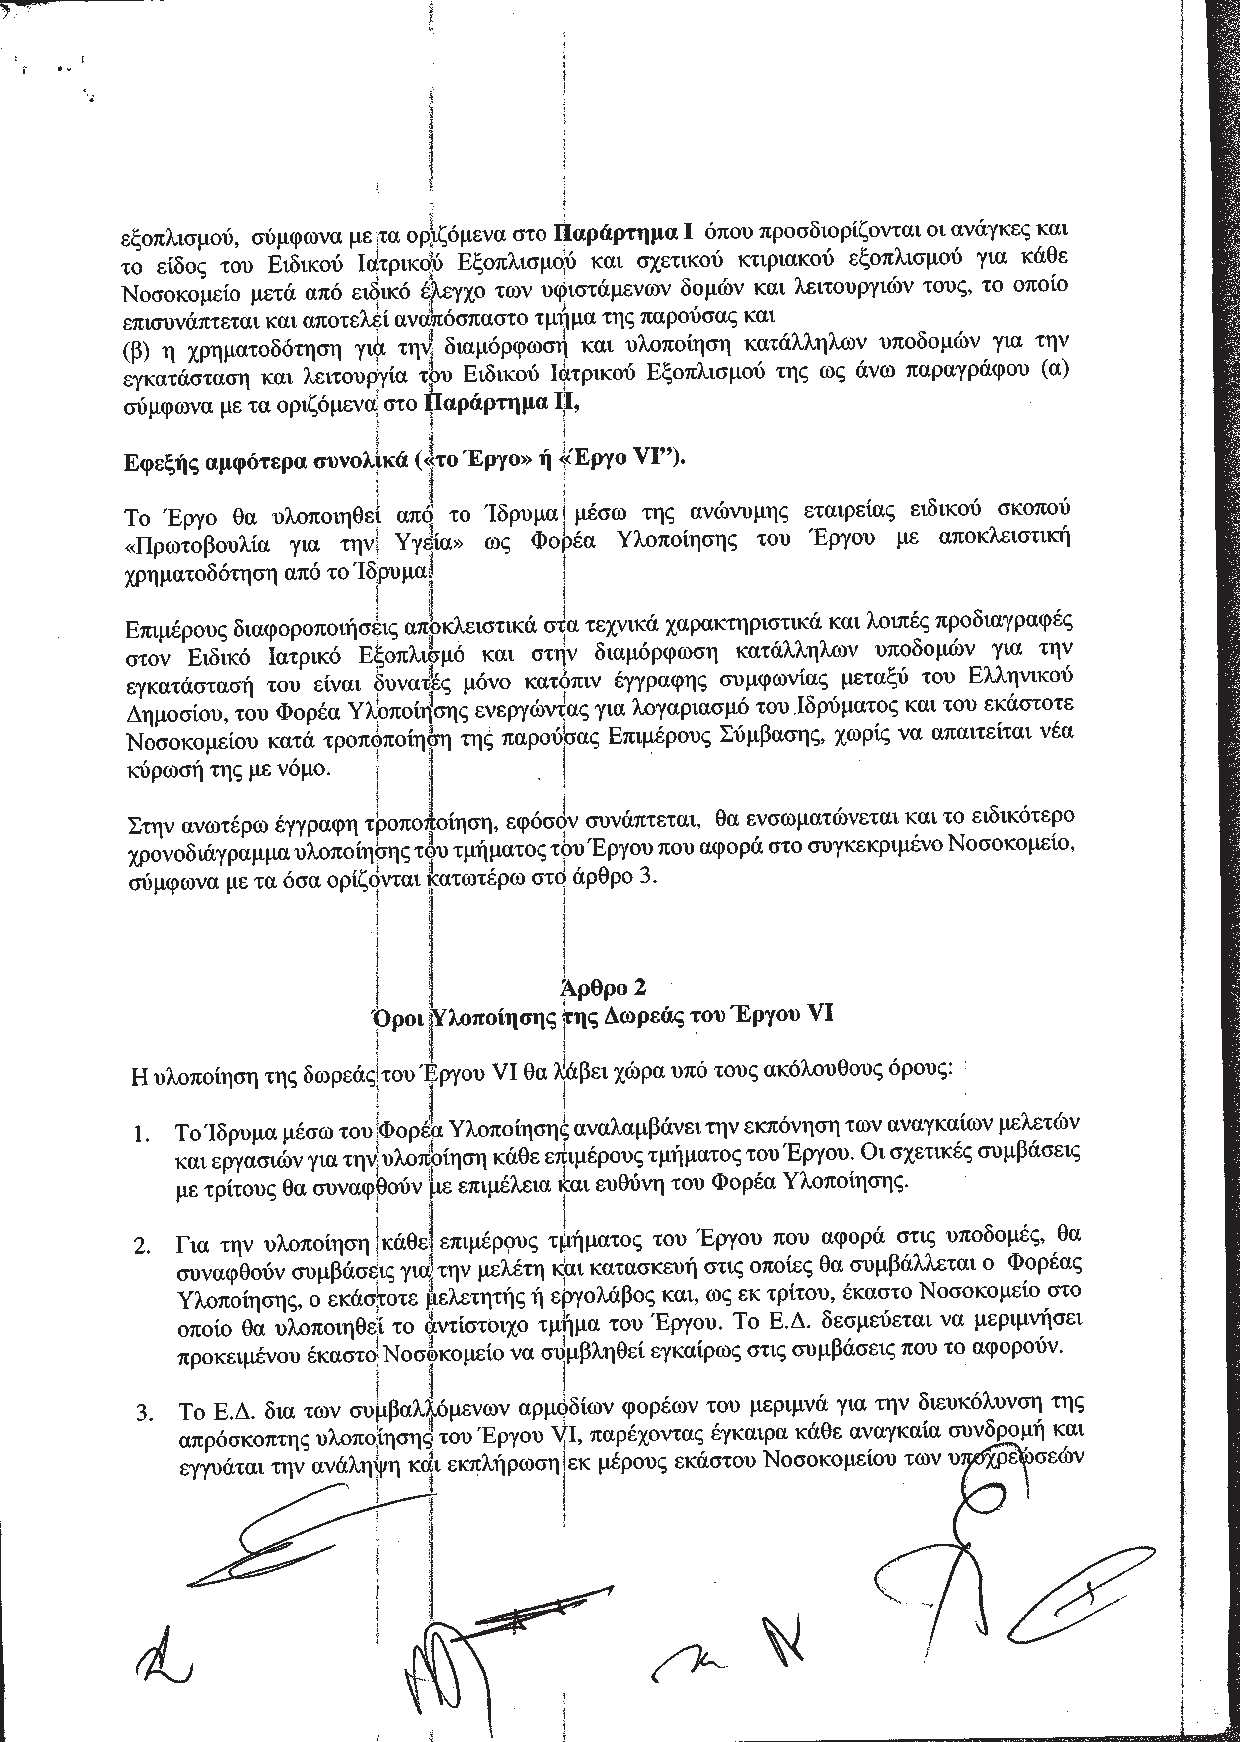 εξοπλισμού, σύμφωνα με τα οριζόμενα στο Παράρτημα Ι όπου προσδιορίζονται οι ανάγκες και
το είδος του Ειδικού Ιατρικού Εξοπλισμού και σχετικού κτιριακού εξοπλισμού για κάθε
Νοσοκομείο μετά από ειδικό έλεγχο των υφιστάμενων δομών και λειτουργιών τους, το οποίο
επισυνάπτεται και αποτελεί αναπόσπαστο τμήμα της παρούσας και
(β) η χρηματοδότηση για την διαμόρφωση και υλοποίηση κατάλληλων υποδομών για την
εγκατάσταση και λειτουργία του Ειδικού Ιατρικού Εξοπλισμού της ως άνω παραγράφου (α)
σύμφωνα με τα οριζόμενα στο Παράρτημα ΙΙ,
Εφεξής αμφότερα συνολικά («το Έργο» ή «Έργο VI”).
Το Έργο θα υλοποιηθεί από το Ίδρυμα μέσω της ανώνυμης εταιρείας ειδικού σκοπού
«Πρωτοβουλία για την Υγεία» ως Φορέα Υλοποίησης του Έργου με αποκλειστική
χρηματοδότηση από το Ίδρυμα.
Επιμέρους διαφοροποιήσεις αποκλειστικά στα τεχνικά χαρακτηριστικά και λοιπές προδιαγραφές
στον Ειδικό Ιατρικό Εξοπλισμό και στην διαμόρφωση κατάλληλων υποδομών για την
εγκατάστασή του είναι δυνατές μόνο κατόπιν έγγραφης συμφωνίας μεταξύ του Ελληνικού
Δημοσίου, του Φορέα Υλοποίησης ενεργώντας για λογαριασμό του Ιδρύματος και του εκάστοτε
Νοσοκομείου κατά τροποποίηση της παρούσας Επιμέρους Σύμβασης, χωρίς να απαιτείται νέα
κύρωσή της με νόμο.
Στην ανωτέρω έγγραφη τροποποίηση, εφόσον συνάπτεται, θα ενσωματώνεται και το ειδικότερο
χρονοδιάγραμμα υλοποίησης του τμήματος του Έργου που αφορά στο συγκεκριμένο Νοσοκομείο,
σύμφωνα με τα όσα ορίζονται κατωτέρω στο άρθρο 3.
Άρθρο 2
Όροι Υλοποίησης της Δωρεάς του Έργου VI
Η υλοποίηση της δωρεάς του Έργου VI θα λάβει χώρα υπό τους ακόλουθους όρους:
1. Το Ίδρυμα μέσω του Φορέα Υλοποίησης αναλαμβάνει την εκπόνηση των αναγκαίων μελετών
και εργασιών για την υλοποίηση κάθε επιμέρους τμήματος του Έργου. Οι σχετικές συμβάσεις
με τρίτους θα συναφθούν με επιμέλεια και ευθύνη του Φορέα Υλοποίησης.
2. Για την υλοποίηση κάθε επιμέρους τμήματος του Έργου που αφορά στις υποδομές, θα
συναφθούν συμβάσεις για την μελέτη και κατασκευή στις οποίες θα συμβάλλεται ο Φορέας
Υλοποίησης, ο εκάστοτε μελετητής ή εργολάβος και, ως εκ τρίτου, έκαστο Νοσοκομείο στο
οποίο θα υλοποιηθεί το αντίστοιχο τμήμα του Έργου. Το Ε.Δ. δεσμεύεται να μεριμνήσει
προκειμένου έκαστο Νοσοκομείο να συμβληθεί εγκαίρως στις συμβάσεις που το αφορούν.
3. Το Ε.Δ. δια των συμβαλλόμενων αρμοδίων φορέων του μεριμνά για την διευκόλυνση της
απρόσκοπτης υλοποίησης του Έργου VI, παρέχοντας έγκαιρα κάθε αναγκαία συνδρομή και
εγγυάται την ανάληψη και εκπλήρωση εκ μέρους εκάστου Νοσοκομείου των υποχρεώσεών